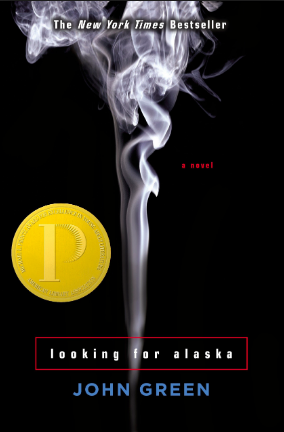 The New York Times Bestseller
a novel
P
looking for alaska
JOHN GREEN